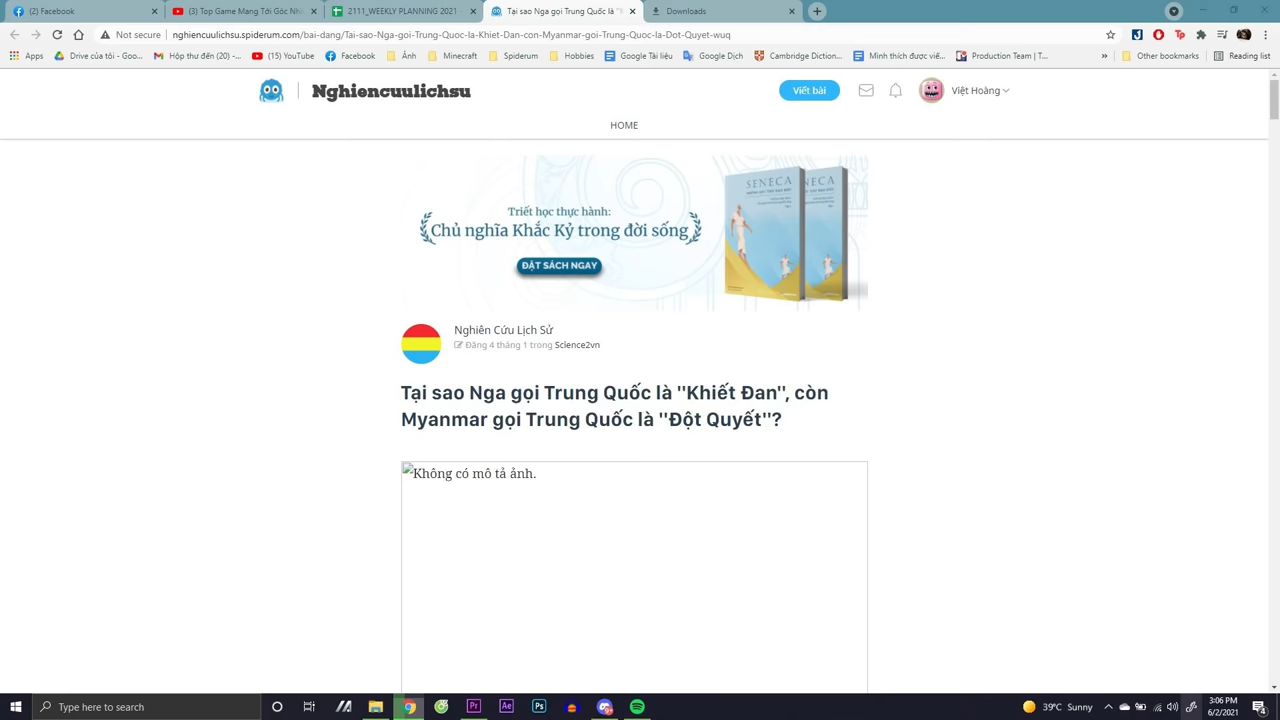 (2) Facebook
(3) Top Game Mang Tới Góc Nhìn
2111_WEEKLY PLANNING 2021 -
Tại sao Nga gọi Trung Quốc là "K
Downloads
Not secure
nghiencuulichsu.spiderum.com/bai-dang/Tai-sao-Nga-goi-Trung-Quoc-la-Khiet-Dan-con-Myanmar-goi-Trung-Quoc-la-Dot-Quyet-wuq
Apps
Drive của tôi - Goo...
Hộp thư đến (20) -...
(15) YouTube
Facebook
Ảnh
Minecraft
Spiderum
Hobbies
Google Tài liệu
Google Dịch
Cambridge Diction...
Minh thích được viế...
Production Team | T...
»
Other bookmarks
Reading list
Nghiencuulichsu
Viết bài
Việt Hoàng
HOME
Triết học thực hành:
Chủ nghĩa Khắc Kỷ trong đời sống
ĐẶT SÁCH NGAY
SENECA
NECA
Nghiên Cứu Lịch Sử
Đăng 4 tháng 1 trong Science2vn
Tại sao Nga gọi Trung Quốc là "Khiết Đan", còn
Myanmar gọi Trung Quốc là "Đột Quyết"?
Không có mô tả ảnh.
Type here to search
Pr
Ae
Ps
39°C Sunny
3:06 PM
6/2/2021
4